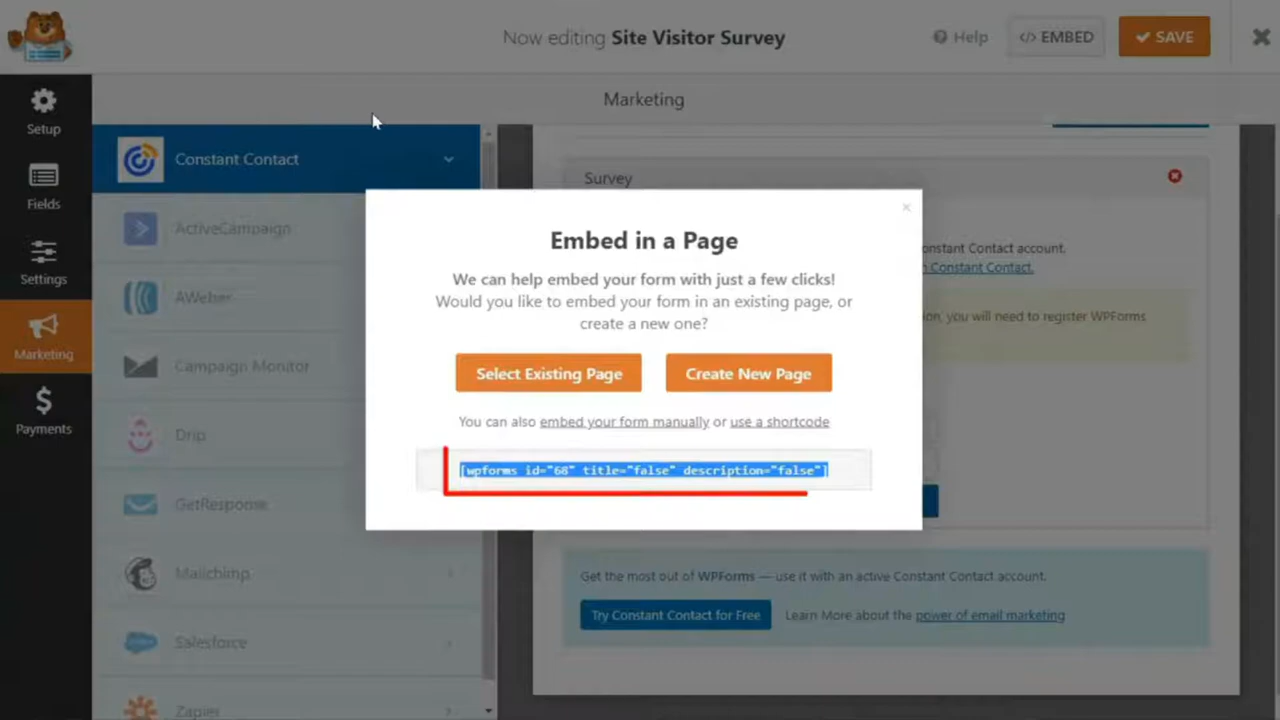 Now editing Site Visitor Survey
Help
</> EMBED
SAVE
Setup
Fields
Settings
Marketing
Payments
Marketing
Constant Contact
ActiveCampaign
AWeber
Campaign Monitor
Drip
GetResponse
Mailchimp
Salesforce
Zapier
Survey
onstant Contact account.
n Constant Contact.
on, you will need to register WPForms
Embed in a Page
We can help embed your form with just a few clicks!
Would you like to embed your form in an existing page, or
create a new one?
Select Existing Page
Create New Page
You can also embed your form manually or use a shortcode
[wpforms id="68" title="false" description="false"]
Get the most out of WPForms — use it with an active Constant Contact account.
Try Constant Contact for Free
Learn More about the power of email marketing